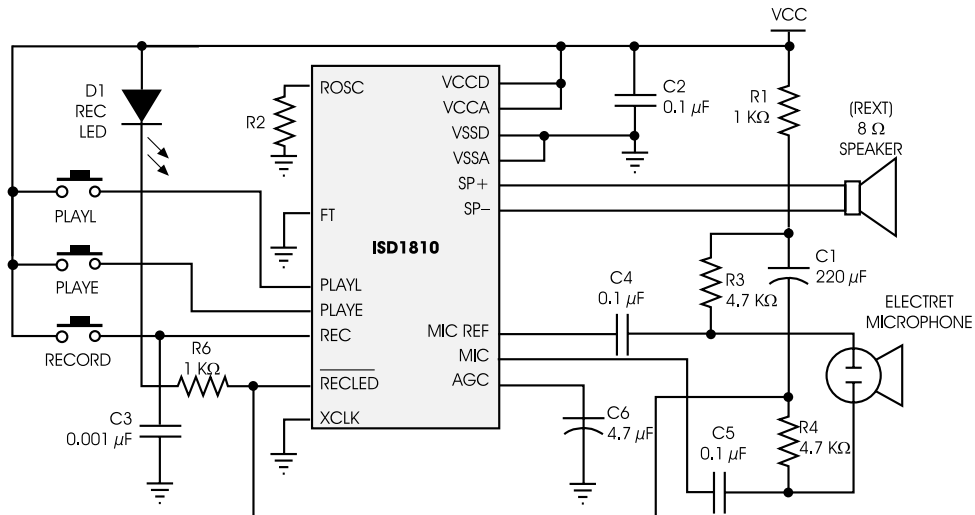 VCC
D1
REC
LED
R2
ROSC
FT
ISD1810
PLAYL
PLAYE
REC
RECLED
XCLK
VCCD
VCCA
VSSD
VSSA
SP+
SP–
MIC REF
MIC
AGC
C2
0.1 µF
R1
1 KΩ
(REXT)
8 Ω
SPEAKER
PLAYL
PLAYE
RECORD
R6
1 KΩ
C3
0.001 µF
C4
0.1 µF
R3
4.7 KΩ
C1
220 µF
ELECTRET
MICROPHONE
C6
4.7 µF
C5
0.1 µF
R4
4.7 KΩ